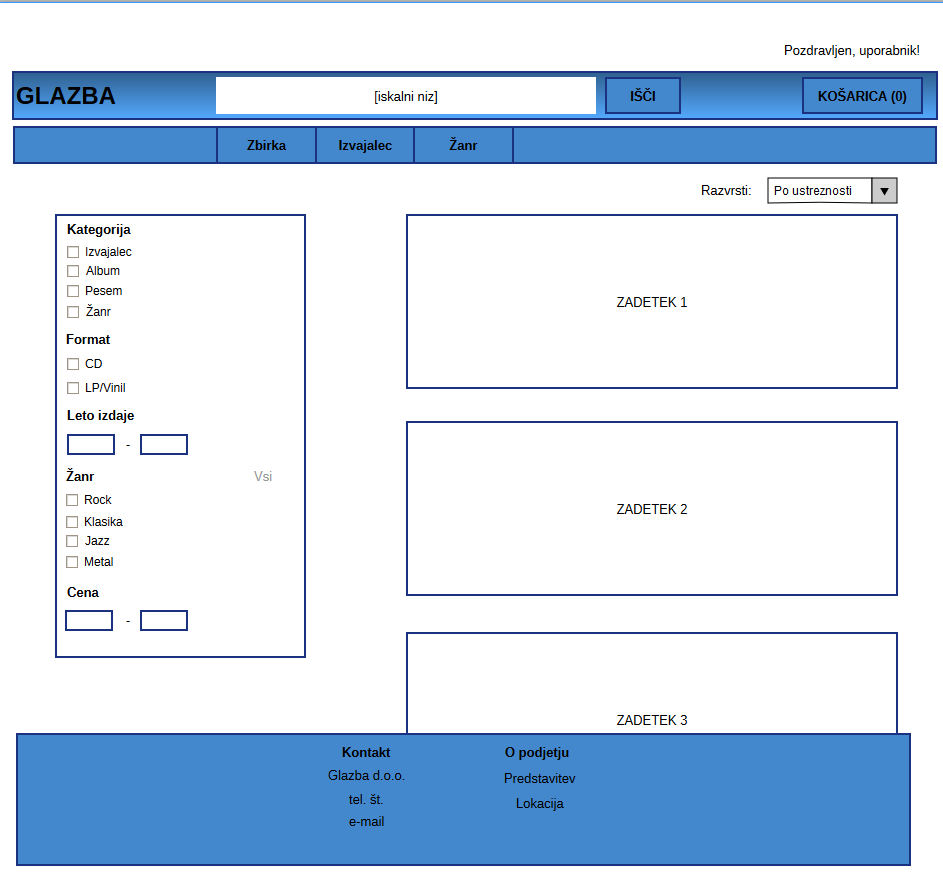 Pozdravljen, uporabnik!
GLAZBA
[iskalni niz]
IŠČI
KOŠARICA (0)
Zbirka
Izvajalec
Žanr
Razvrsti:
Po ustreznosti
Kategorija
Izvajalec
Album
Pesem
Žanr
Format
CD
LP/Vinil
Leto izdaje
-
Žanr
Vsi
Rock
Klasika
Jazz
Metal
Cena
-
ZADETEK 1
ZADETEK 2
ZADETEK 3
Kontakt
Glazba d.o.o.
tel. št.
e-mail
O podjetju
Predstavitev
Lokacija